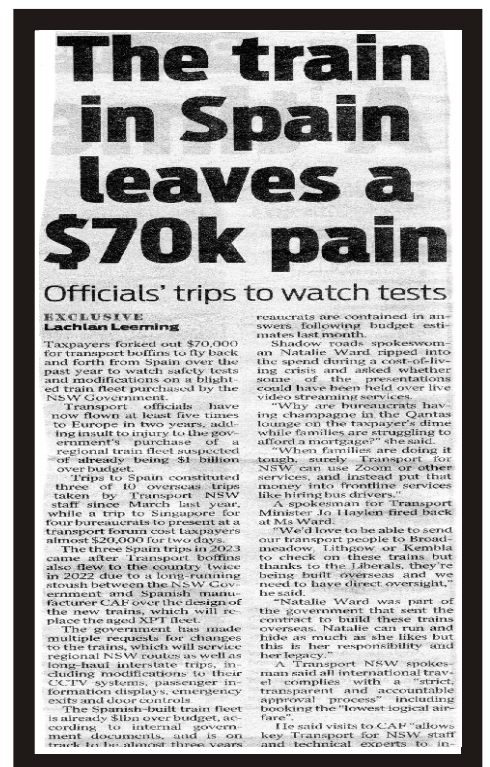 The train
in Spain
leaves a
$70k pain
Officials' trips to watch tests
EXCLUSIVE
Lachlan Leeming
Taxpayers forked out $70,000
for transport boffins to fly back
and forth from Spain over the
past year to watch safety tests
and modifications on a blight-
ed train fleet purchased by the
NSW Government.
Transport officials have
now flown at least five times
to Europe in two years, add-
ing insult to injury to the gov-
ernment's purchase of a
regional train fleet suspected
of already being $1 billion
over budget.
Trips to Spain constituted
three of 10 overseas trips
taken by Transport NSW
staff since March last year,
while a trip to Singapore for
four bureaucrats to present at a
transport forum cost taxpayers
almost $20,000 for two days.
The three Spain trips in 2023
came after Transport boffins
also flew to the country twice
in 2022 due to a long-running
stoush between the NSW Gov-
ernment and Spanish manu-
facturer CAF over the design of
the new trains, which will re-
place the aged XPT fleet.
The government has made
multiple requests for changes
to the trains, which will service
regional NSW routes as well as
long-haul interstate trips, in-
cluding modifications to their
CCTV systems, passenger in-
formation displays, emergency
exits and door controls.
The Spanish-built train fleet
is already $1bn over budget, ac-
cording to internal govern-
ment documents, and is on
track to be almost three years
reaucrats are contained in an-
swers following budget esti-
mates last month.
Shadow roads spokeswom-
an Natalie Ward ripped into
the spend during a cost-of-liv-
ing crisis and asked whether
some of the presentations
could have been held over live
video streaming services.
"Why are bureaucrats hav-
ing champagne in the Qantas
lounge on the taxpayer's dime
while families are struggling to
afford a mortgage?" she said.
"When families are doing it
tough, surely Transport for
NSW can use Zoom or other
services, and instead put that
money into frontline services
like hiring bus drivers."
A spokesman for Transport
Minister Jo Haylen fired back
at Ms Ward.
"We'd love to be able to send
our transport people to Broad-
meadow, Lithgow or Kembla
to check on these trains, but
thanks to the Liberals, they're
being built overseas and we
need to have direct oversight,"
he said.
"Natalie Ward was part of
the government that sent the
contract to build these trains
overseas. Natalie can run and
hide as much as she likes but
this is her responsibility and
her legacy."
A Transport NSW spokes-
man said all international trav-
el complies with a "strict,
transparent and accountable
approval process" including
booking the "lowest logical air-
fare".
He said visits to CAF "allows
key Transport for NSW staff
and technical experts to in-